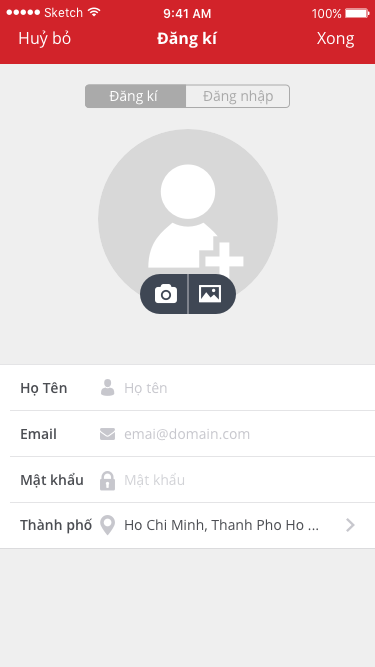 Sketch 9:41 AM 100%
Huỷ bỏ Đăng kí Xong
Đăng kí Đăng nhập
Họ Tên Họ tên
Email emai@domain.com
Mật khẩu Mật khẩu
Thành phố Ho Chi Minh, Thanh Pho Ho ...